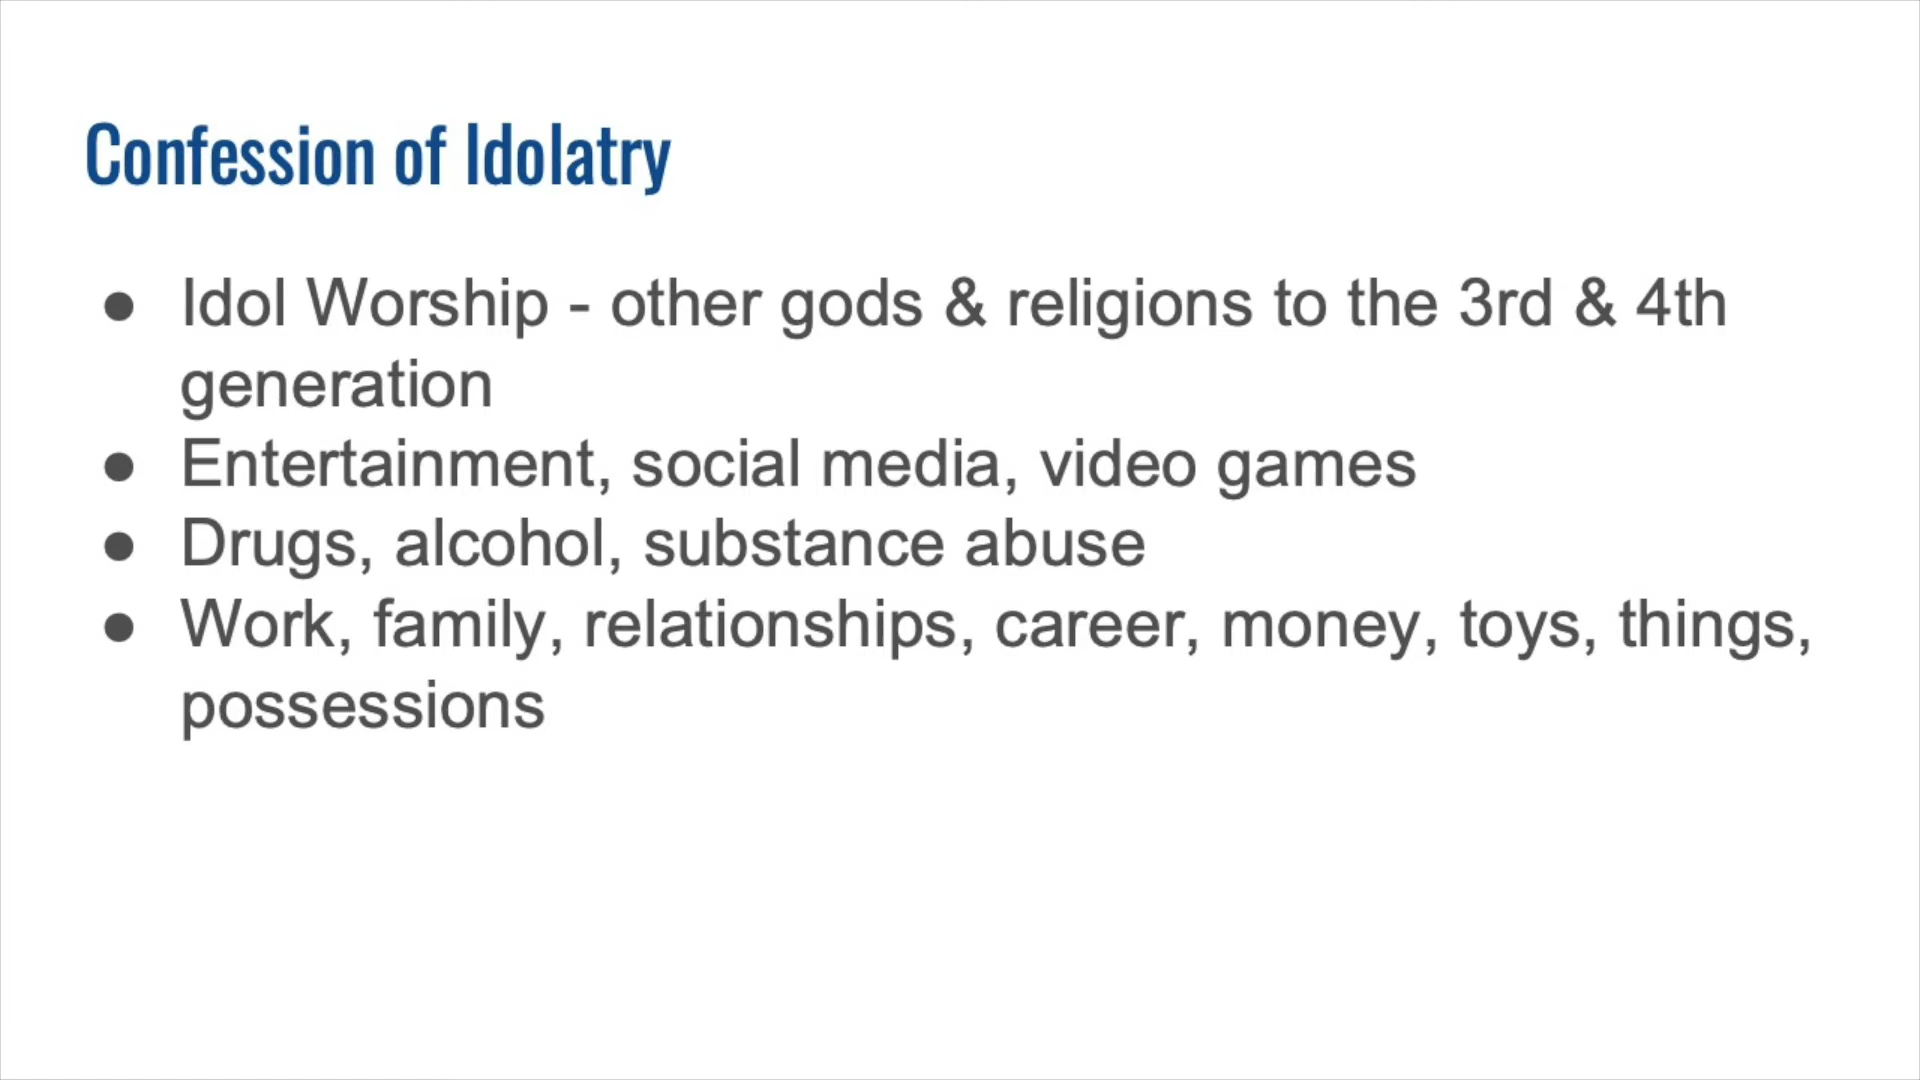 Confession of Idolatry
● Idol Worship - other gods & religions to the 3rd & 4th
generation
● Entertainment, social media, video games
● Drugs, alcohol, substance abuse
● Work, family, relationships, career, money, toys, things,
possessions